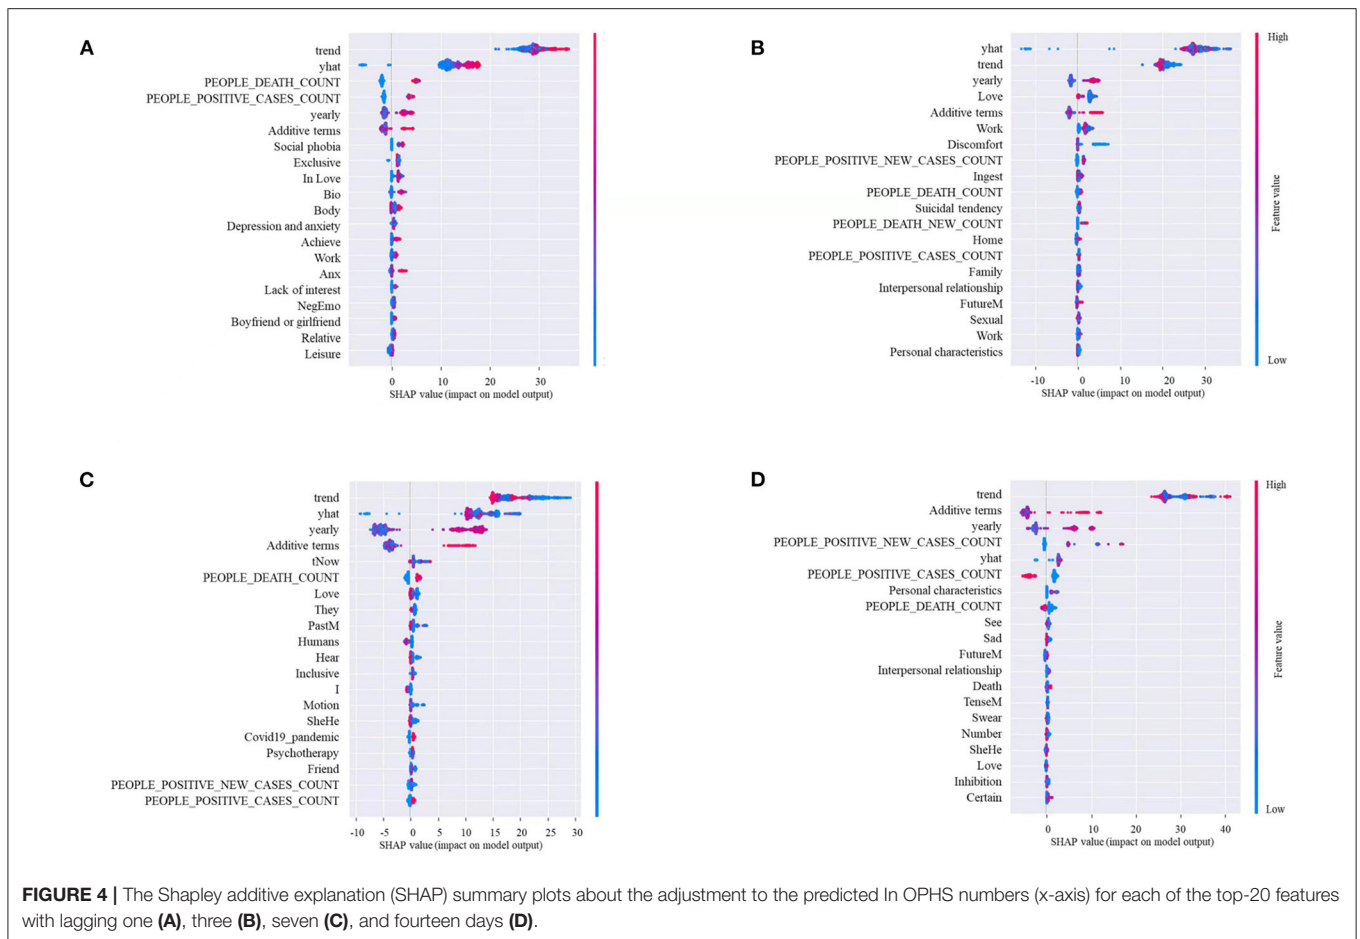 A
trend
yhat
PEOPLE_DEATH_COUNT
PEOPLE_POSITIVE_CASES_COUNT
yearly
Additive terms
Social phobia
Exclusive
In Love
Bio
Body
Depression and anxiety
Achieve
Work
Anx
Lack of interest
NegEmo
Boyfriend or girlfriend
Relative
Leisure
0 10 20 30
SHAP value (impact on model output)
B
High
yhat
trend
yearly
Love
Additive terms
Work
Discomfort
PEOPLE_POSITIVE_NEW_CASES_COUNT
Ingest
PEOPLE_DEATH_COUNT
Suicidal tendency
PEOPLE_DEATH_NEW_COUNT
Home
PEOPLE_POSITIVE_CASES_COUNT
Family
Interpersonal relationship
FutureM
Sexual
Work
Personal characteristics
Feature value
Low
-10 0 10 20 30
SHAP value (impact on model output)
C
trend
yhat
yearly
Additive terms
tNow
PEOPLE_DEATH_COUNT
Love
They
PastM
Humans
Hear
Inclusive
I
Motion
SheHe
Covid19_pandemic
Psychotherapy
Friend
PEOPLE_POSITIVE_NEW_CASES_COUNT
PEOPLE_POSITIVE_CASES_COUNT
-10 -5 0 5 10 15 20 25 30
SHAP value (impact on model output)
D
High
trend
Additive terms
yearly
PEOPLE_POSITIVE_NEW_CASES_COUNT
yhat
PEOPLE_POSITIVE_CASES_COUNT
Personal characteristics
PEOPLE_DEATH_COUNT
See
Sad
FutureM
Interpersonal relationship
Death
TenseM
Swear
Number
SheHe
Love
Inhibition
Certain
Feature value
Low
0 10 20 30 40
SHAP value (impact on model output)
FIGURE 4 | The Shapley additive explanation (SHAP) summary plots about the adjustment to the predicted In OPHS numbers (x-axis) for each of the top-20 features
with lagging one (A), three (B), seven (C), and fourteen days (D).